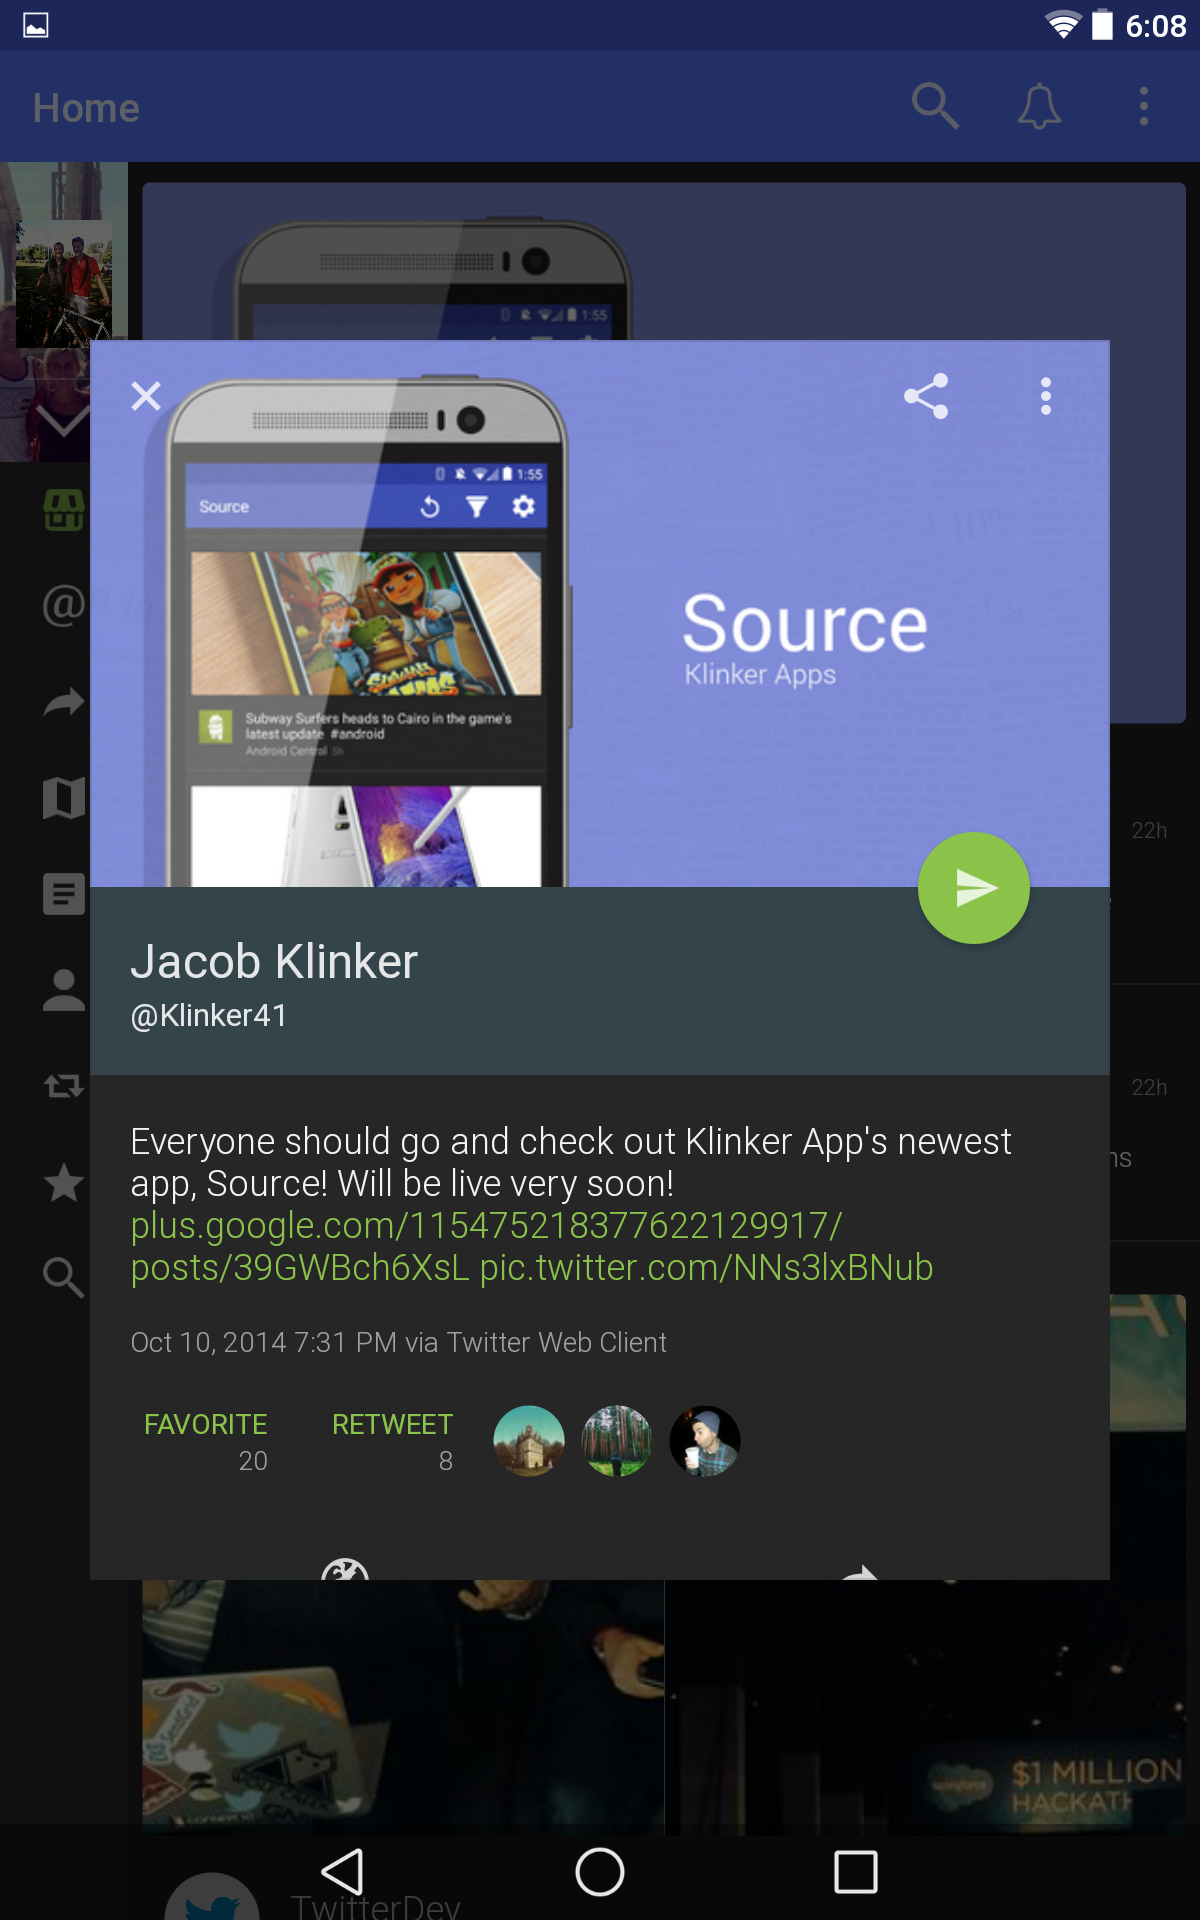 6:08
Home
1:55
1:55
Source
Source
Klinker Apps
Subway Surfers heads to Cairo in the game's
latest update #android
Android Central 5h
22h
Jacob Klinker
@Klinker41
22h
Everyone should go and check out Klinker App's newest
app, Source! Will be live very soon!
plus.google.com/115475218377622129917/
posts/39GWBch6XsL pic.twitter.com/NNs3lxBNub
Oct 10, 2014 7:31 PM via Twitter Web Client
FAVORITE
20
RETWEET
8
$1 MILLION
TwitterDev